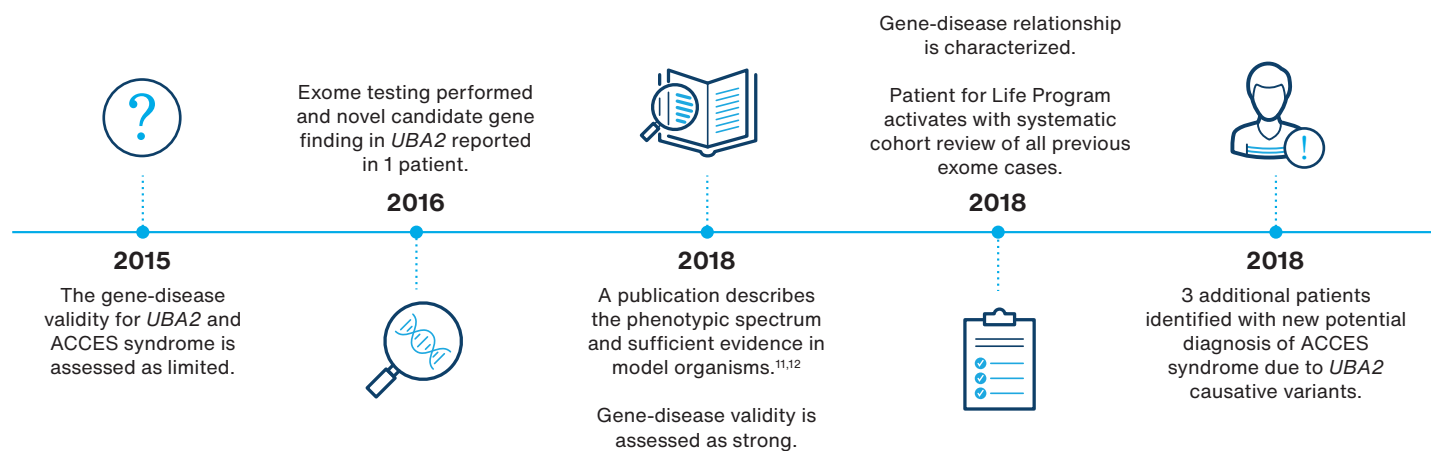 ?
2015
The gene-disease
validity for UBA2 and
ACCES syndrome is
assessed as limited.
Exome testing performed
and novel candidate gene
finding in UBA2 reported
in 1 patient.
2016
2018
A publication describes
the phenotypic spectrum
and sufficient evidence in
model organisms.11,12
Gene-disease validity is
assessed as strong.
Gene-disease relationship
is characterized.
Patient for Life Program
activates with systematic
cohort review of all previous
exome cases.
2018
!
2018
3 additional patients
identified with new potential
diagnosis of ACCES
syndrome due to UBA2
causative variants.